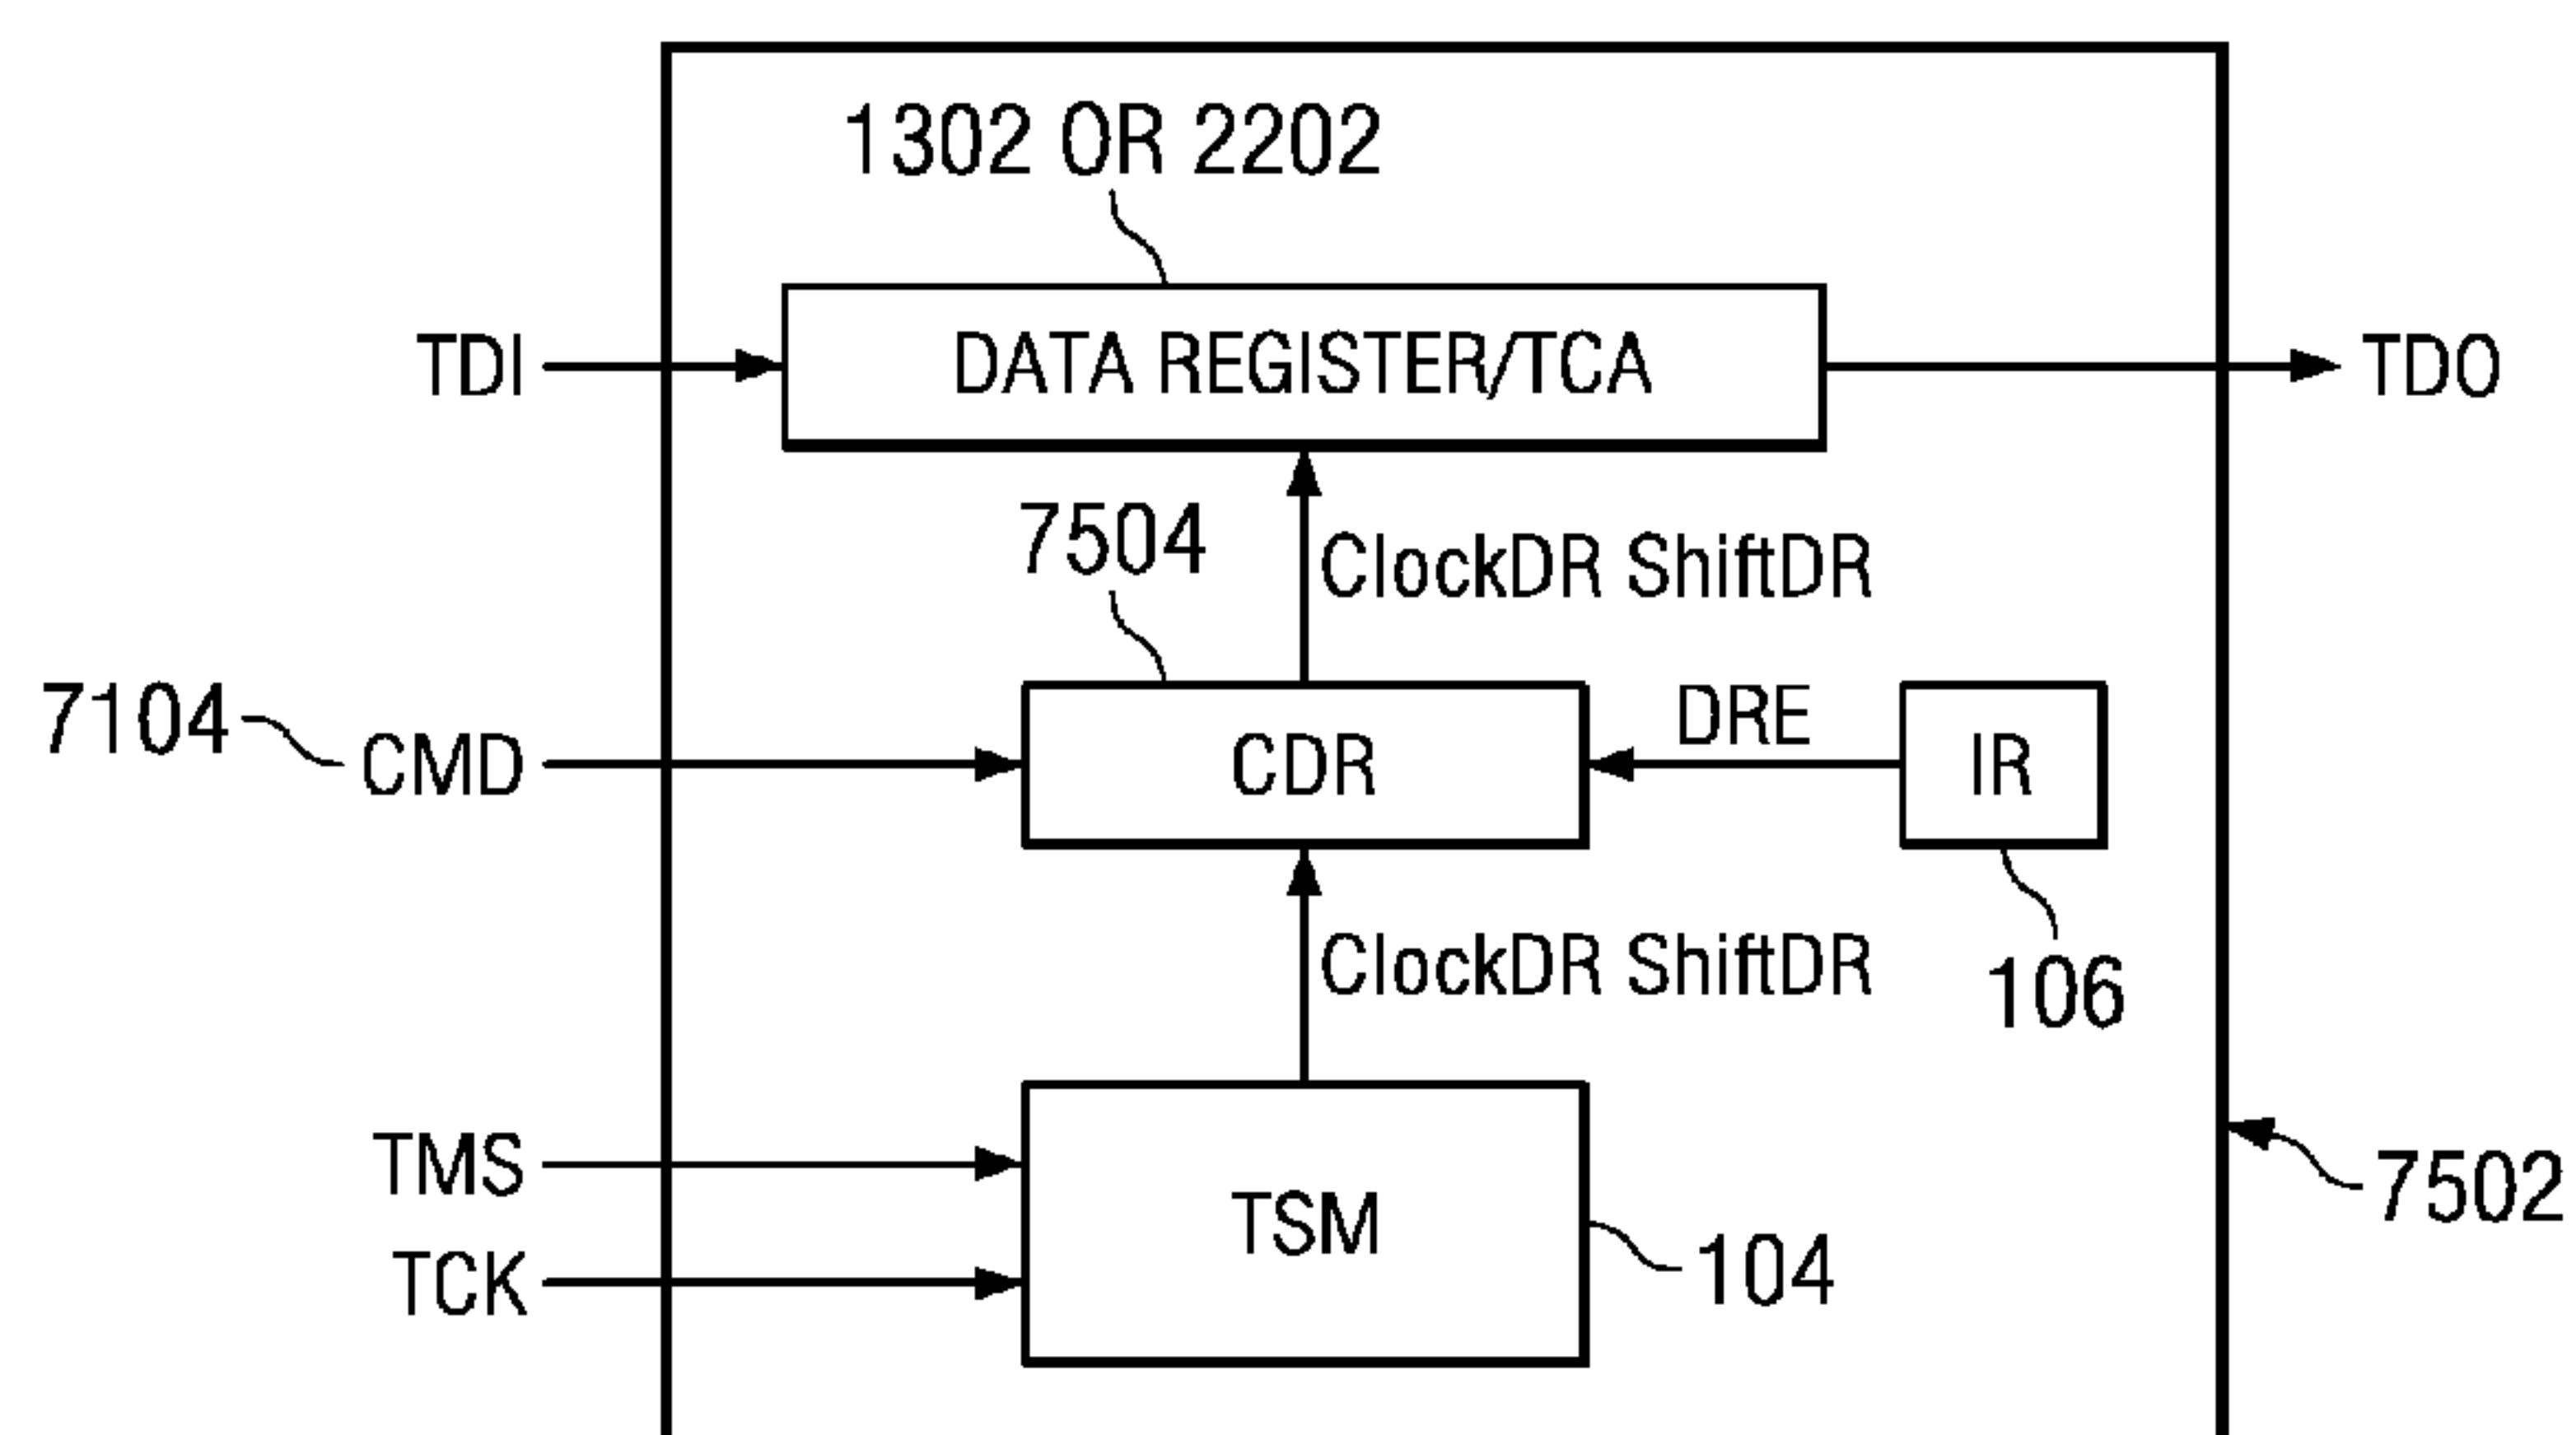 1302 OR 2202
TDI
DATA REGISTER/TCA
TDO
7504
ClockDR ShiftDR
7104
CMD
CDR
DRE
IR
ClockDR ShiftDR
106
TMS
TSM
7502
TCK
104